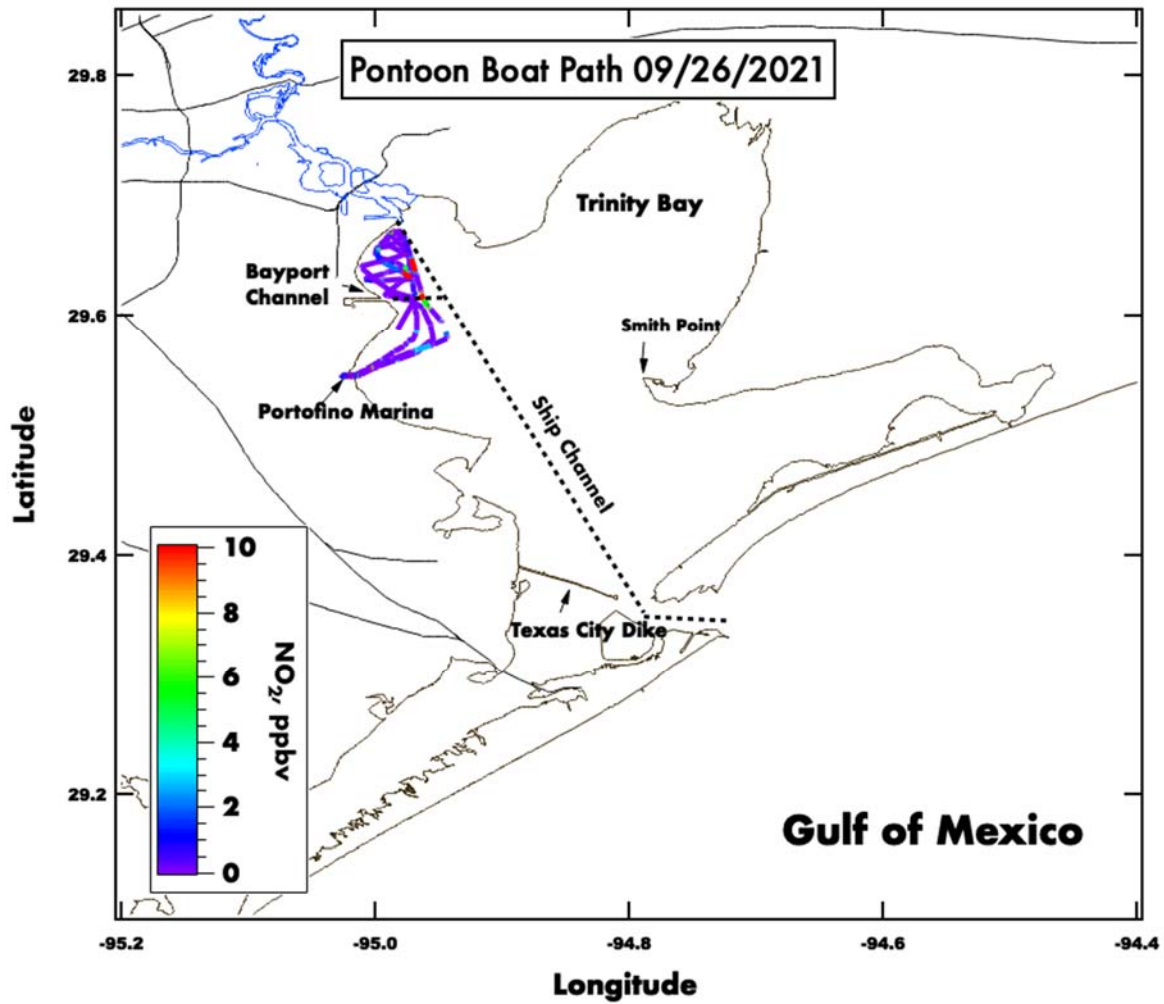 Pontoon Boat Path 09/26/2021
29.8
29.6
29.4
29.2
Latitude
Trinity Bay
Bayport
Channel
Smith Point
Portofino Marina
Ship Channel
Texas City Dike
10
8
6
4
2
0
NO₂, ppbv
Gulf of Mexico
-95.2
-95.0
-94.8
-94.6
-94.4
Longitude